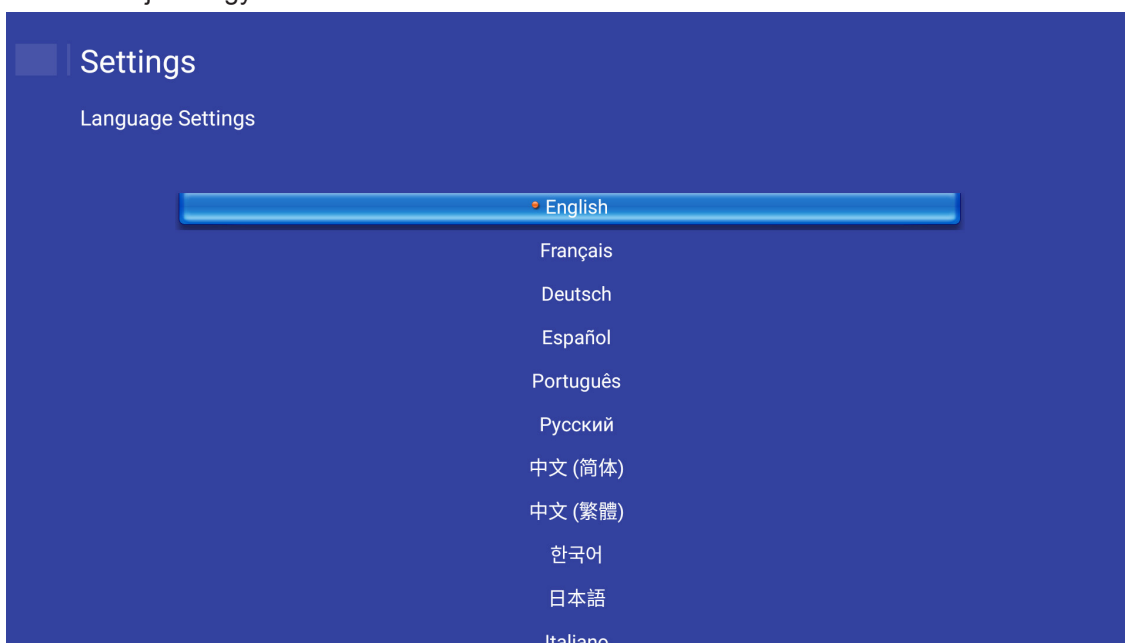 Settings
Language Settings
English
Français
Deutsch
Español
Português
Русский
中文 (简体)
中文 (繁體)
한국어
日本語
Italiano